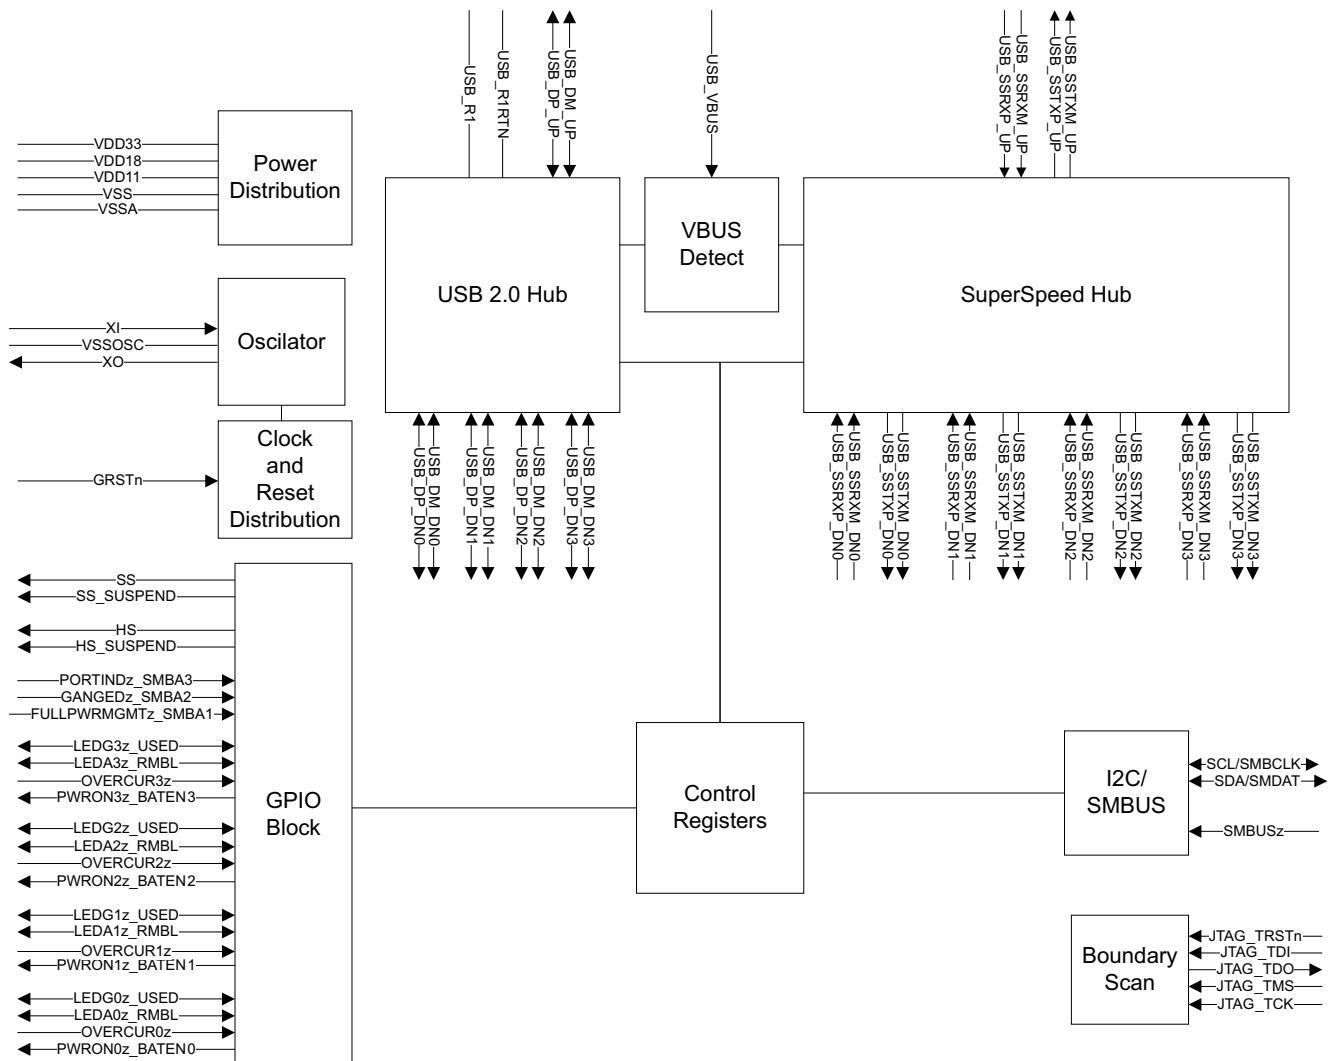 USB_R1
USB_R1RTN
USB_DP_UP
USB_DM_UP
USB_VBUS
USB_SSRXP_UP
USB_SSRXM_UP
USB_SSTXP_UP
USB_SSTXM_UP
VDD33
VDD18
VDD11
VSS
VSSA
Power
Distribution
USB 2.0 Hub
VBUS
Detect
SuperSpeed Hub
XI
VSSOSC
XO
Oscilator
GRSTn
Clock
and
Reset
Distribution
USB_DP_DN0
USB_DM_DN0
USB_DP_DN1
USB_DM_DN1
USB_DP_DN2
USB_DM_DN2
USB_DP_DN3
USB_DM_DN3
USB_SSRXP_DN0
USB_SSRXM_DN0
USB_SSTXP_DN0
USB_SSTXM_DN0
USB_SSRXP_DN1
USB_SSRXM_DN1
USB_SSTXP_DN1
USB_SSTXM_DN1
USB_SSRXP_DN2
USB_SSRXM_DN2
USB_SSTXP_DN2
USB_SSTXM_DN2
USB_SSRXP_DN3
USB_SSRXM_DN3
USB_SSTXP_DN3
USB_SSTXM_DN3
SS
SS_SUSPEND
HS
HS_SUSPEND
PORTINDz_SMBA3
GANGEDz_SMBA2
FULLPWRMGMTz_SMBA1
LEDG3z_USED
LEDA3z_RMBL
OVERCUR3z
PWRON3z_BATEN3
LEDG2z_USED
LEDA2z_RMBL
OVERCUR2z
PWRON2z_BATEN2
LEDG1z_USED
LEDA1z_RMBL
OVERCUR1z
PWRON1z_BATEN1
LEDG0z_USED
LEDA0z_RMBL
OVERCUR0z
PWRON0z_BATEN0
GPIO
Block
Control
Registers
I2C/
SMBUS
SCL/SMBCLK
SDA/SMDAT
SMBUSz
Boundary
Scan
JTAG_TRSTn
JTAG_TDI
JTAG_TDO
JTAG_TMS
JTAG_TCK